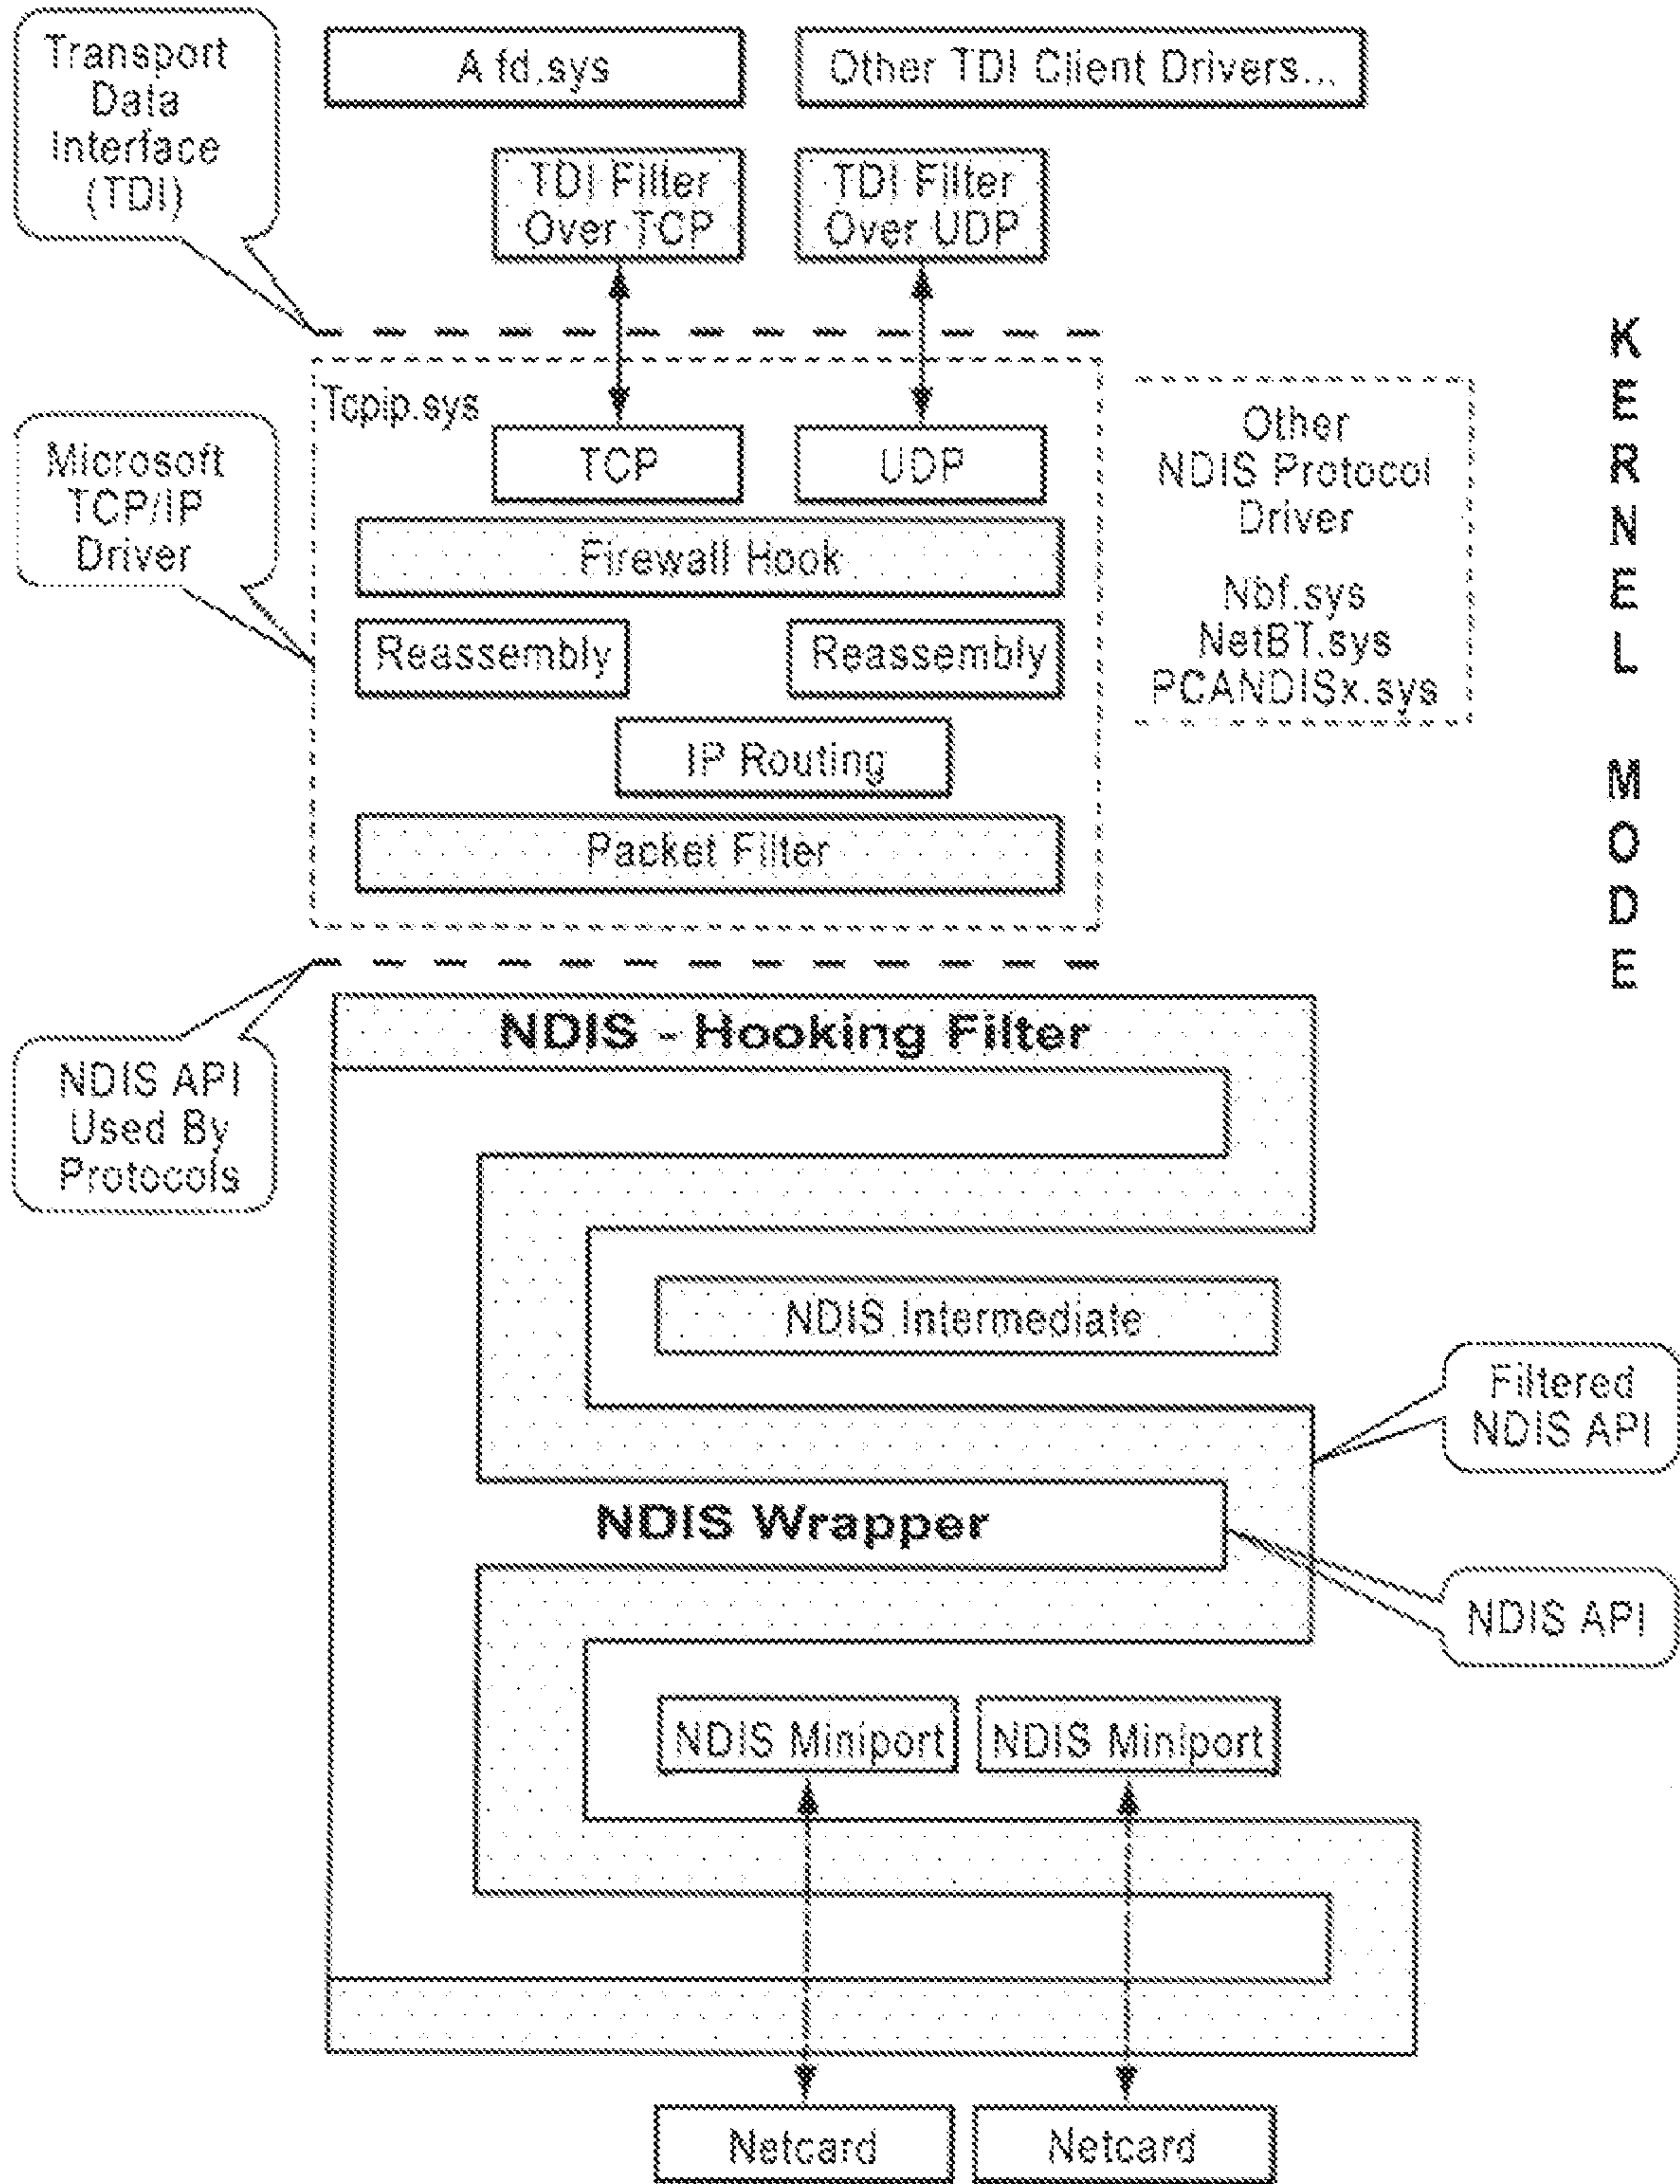 Transport
Data
Interface
(TDI)
A fd.sys
Other TDI Client Drivers...
TDI Filter
Over TCP
TDI Filter
Over UDP
Tcpip.sys
Microsoft
TCP/IP
Driver
TCP
UDP
Firewall Hook
Reassembly
Reassembly
IP Routing
Packet Filter
Other
NDIS Protocol
Driver
Nbf.sys
NetBT.sys
PCANDISx.sys
KERNEL MODE
NDIS API
Used By
Protocols
NDIS - Hooking Filter
NDIS Intermediate
Filtered
NDIS API
NDIS Wrapper
NDIS API
NDIS Miniport
NDIS Miniport
Netcard
Netcard